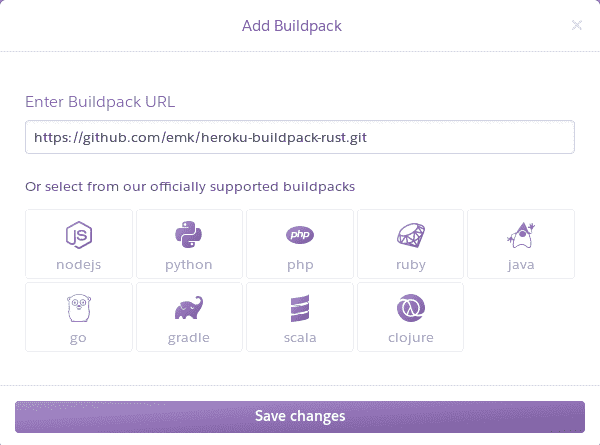 Add Buildpack ×
Enter Buildpack URL
https://github.com/emk/heroku-buildpack-rust.git
Or select from our officially supported buildpacks
JS php
nodejs python php ruby java
go gradle scala clojure
Save changes